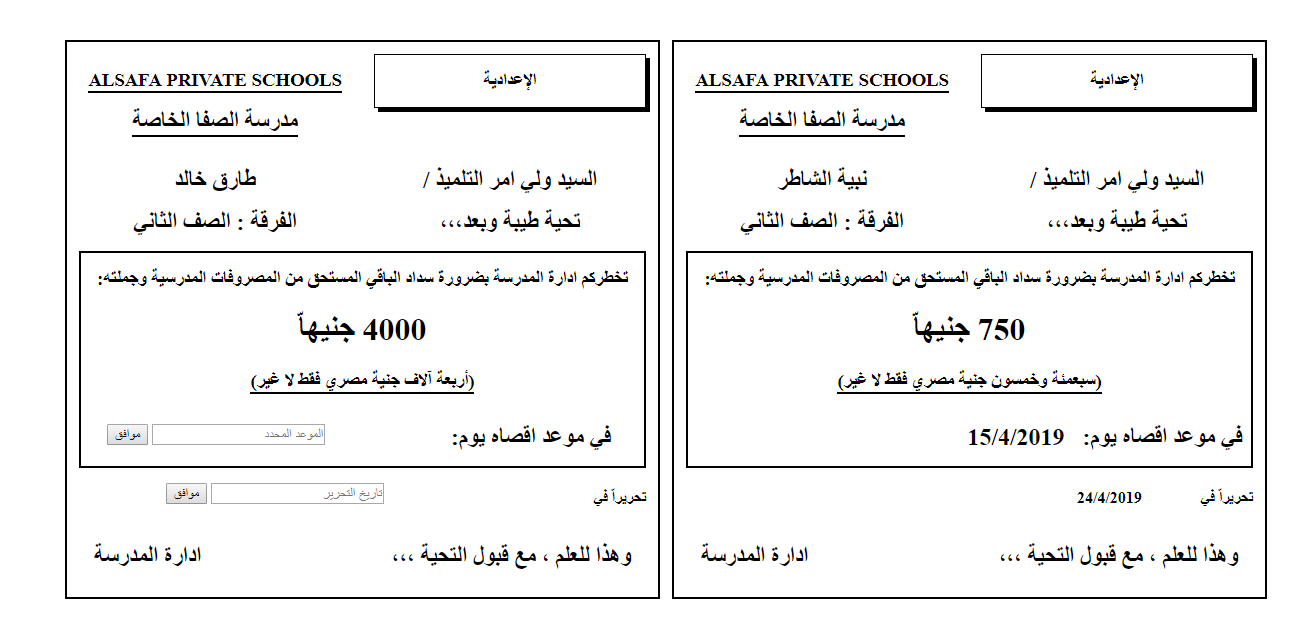 الإعدادية
ALSAFA PRIVATE SCHOOLS
مدرسة الصفا الخاصة
السيد ولي امر التلميذ / نبية الشاطر
تحية طيبة وبعد،،، الفرقة : الصف الثاني
تخطركم ادارة المدرسة بضرورة سداد الباقي المستحق من المصروفات المدرسية وجملته:
750 جنيهاّ
(سبعمئة وخمسون جنية مصري فقط لا غير)
في موعد اقصاه يوم: 15/4/2019
تحريراّ في 24/4/2019
وهذا للعلم ، مع قبول التحية ،،، ادارة المدرسة
الإعدادية
ALSAFA PRIVATE SCHOOLS
مدرسة الصفا الخاصة
السيد ولي امر التلميذ / طارق خالد
تحية طيبة وبعد،،، الفرقة : الصف الثاني
تخطركم ادارة المدرسة بضرورة سداد الباقي المستحق من المصروفات المدرسية وجملته:
4000 جنيهاّ
(أربعة آلاف جنية مصري فقط لا غير)
في موعد اقصاه يوم: الموعد المحدد موافق
تحريراّ في تاريخ التحرير موافق
وهذا للعلم ، مع قبول التحية ،،، ادارة المدرسة